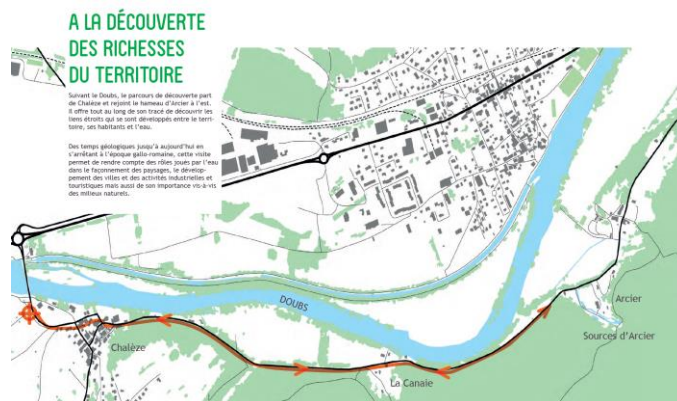 A LA DÉCOUVERTE
DES RICHESSES
DU TERRITOIRE
Suivant le Doubs, le parcours de découverte part
de Chalèze et rejoint le hameau d'Arcier à l'est.
Il offre tout au long de son tracé de découvrir les
liens étroits qui se sont développés entre le terri-
toire, ses habitants et l'eau.
Des temps géologiques jusqu'à aujourd'hui en
s'arrêtant à l'époque gallo-romaine, cette visite
permet de rendre compte des rôles joués par l'eau
dans le façonnement des paysages, le dévelop-
pement des villes et des activités industrielles et
touristiques mais aussi de son importance vis-à-vis
des milieux naturels.
DOUBS
Arcier
Sources d'Arcier
Chalèze
La Canaie